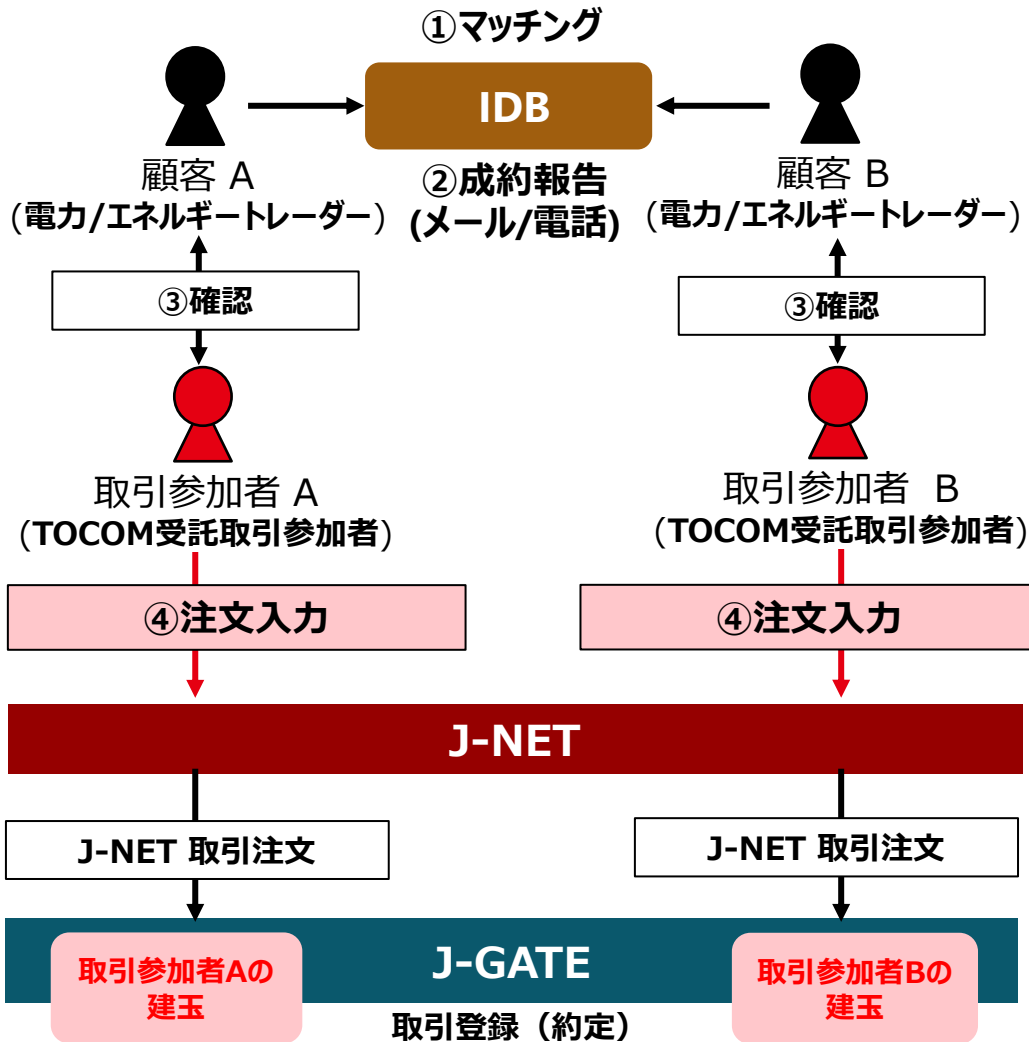 ①マッチング
IDB
顧客 A
(電力/エネルギートレーダー)
②成約報告
(メール/電話)
顧客 B
(電力/エネルギートレーダー)
③確認
③確認
取引参加者 A
(TOCOM受託取引参加者)
取引参加者 B
(TOCOM受託取引参加者)
④注文入力
④注文入力
J-NET
J-NET 取引注文
J-NET 取引注文
J-GATE
取引参加者Aの
建玉
取引参加者Bの
建玉
取引登録（約定）